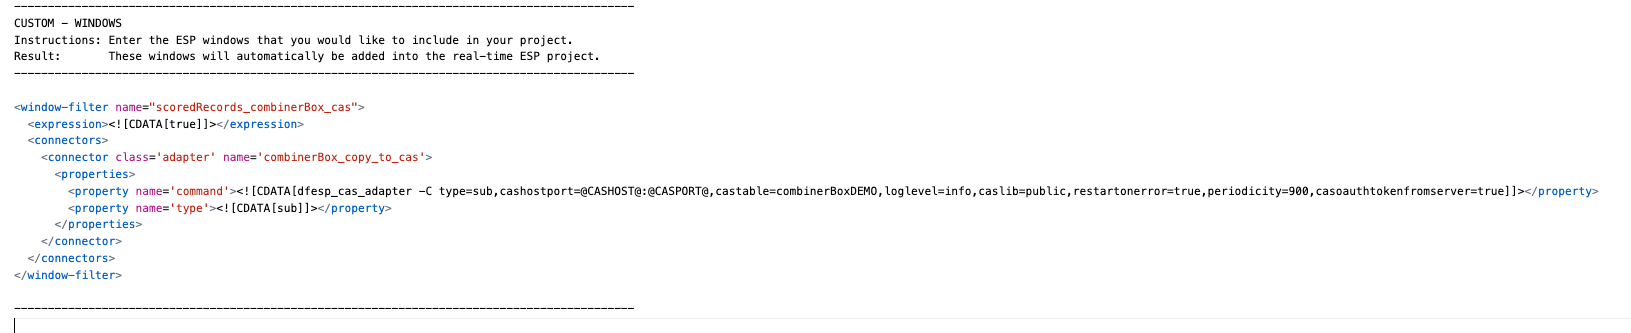 --------------------------------------------------------------------------------------------
CUSTOM - WINDOWS
Instructions: Enter the ESP windows that you would like to include in your project.
Result:       These windows will automatically be added into the real-time ESP project.
--------------------------------------------------------------------------------------------
<window-filter name="scoredRecords_combinerBox_cas">
  <expression><![CDATA[true]]></expression>
  <connectors>
    <connector class='adapter' name='combinerBox_copy_to_cas'>
      <properties>
        <property name='command'><![CDATA[dfesp_cas_adapter -C type=sub,cashostport=@CASHOST@:@CASPORT@,castable=combinerBoxDEMO,loglevel=info,caslib=public,restartonerror=true,periodicity=900,casoauthtokenfromserver=true]]></property>
        <property name='type'><![CDATA[sub]]></property>
      </properties>
    </connector>
  </connectors>
</window-filter>
--------------------------------------------------------------------------------------------